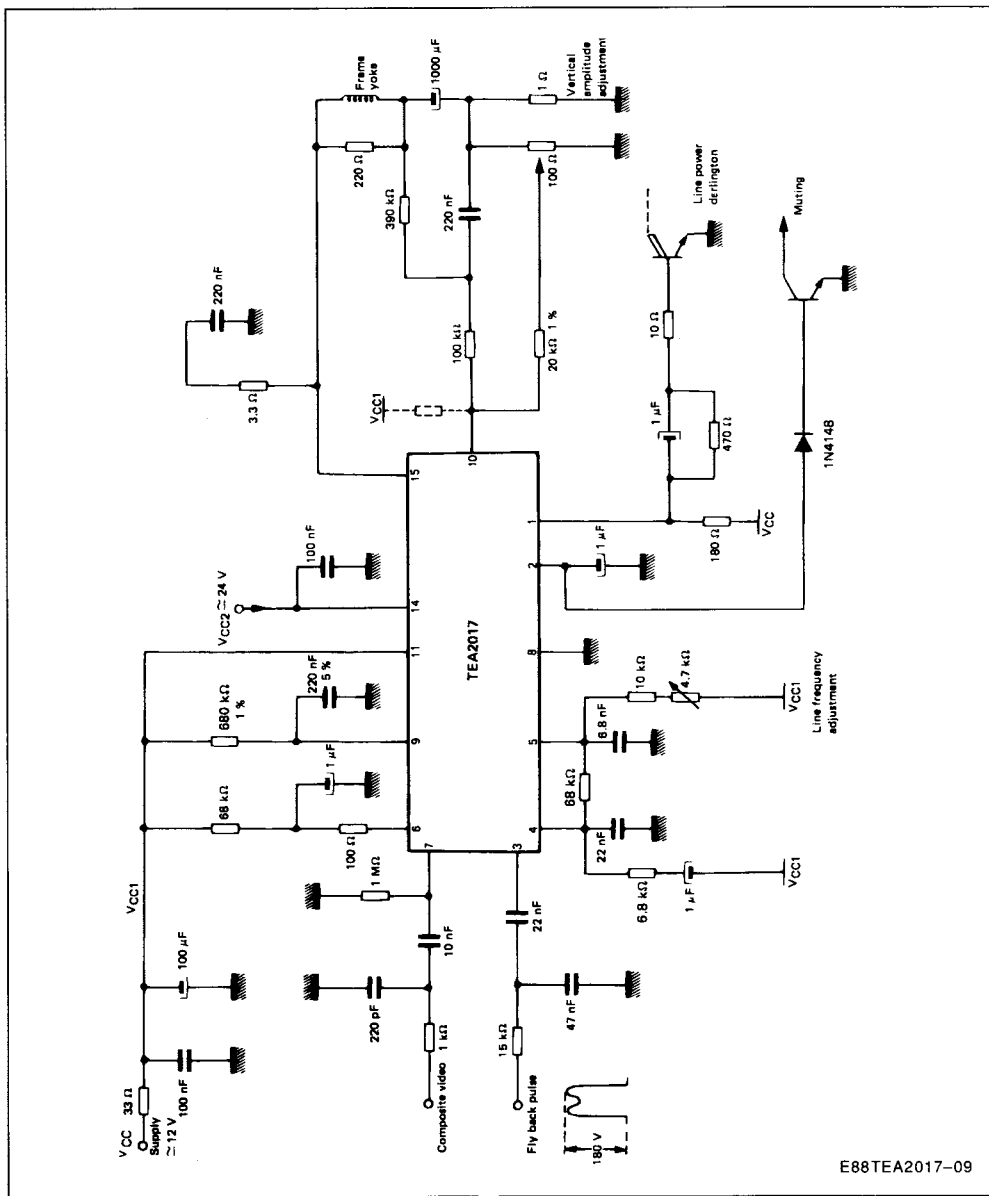 VCC
33 Ω
Supply
≃ 12 V
100 nF
100 μF
VCC1
68 kΩ
1 μF
100 Ω
680 kΩ
1 %
220 nF
5 %
VCC2 ≃ 24 V
100 nF
3.3 Ω
220 nF
220 Ω
Frame
yoke
390 kΩ
1000 μF
220 nF
100 Ω
1 Ω
Vertical
amplitude
adjustment
VCC1
100 kΩ
20 kΩ 1 %
6
9
11
14
15
7
10
TEA2017
3
4
5
8
2
1
Composite video
1 kΩ
220 pF
10 nF
1 MΩ
Fly back pulse
15 kΩ
47 nF
22 nF
180 V
6.8 kΩ
1 μF
VCC1
22 nF
68 kΩ
6.8 nF
10 kΩ
4.7 kΩ
VCC1
Line frequency
adjustment
1 μF
180 Ω
VCC
1 μF
470 Ω
10 Ω
Line power
derlington
1N4148
Muting
E88TEA2017-09